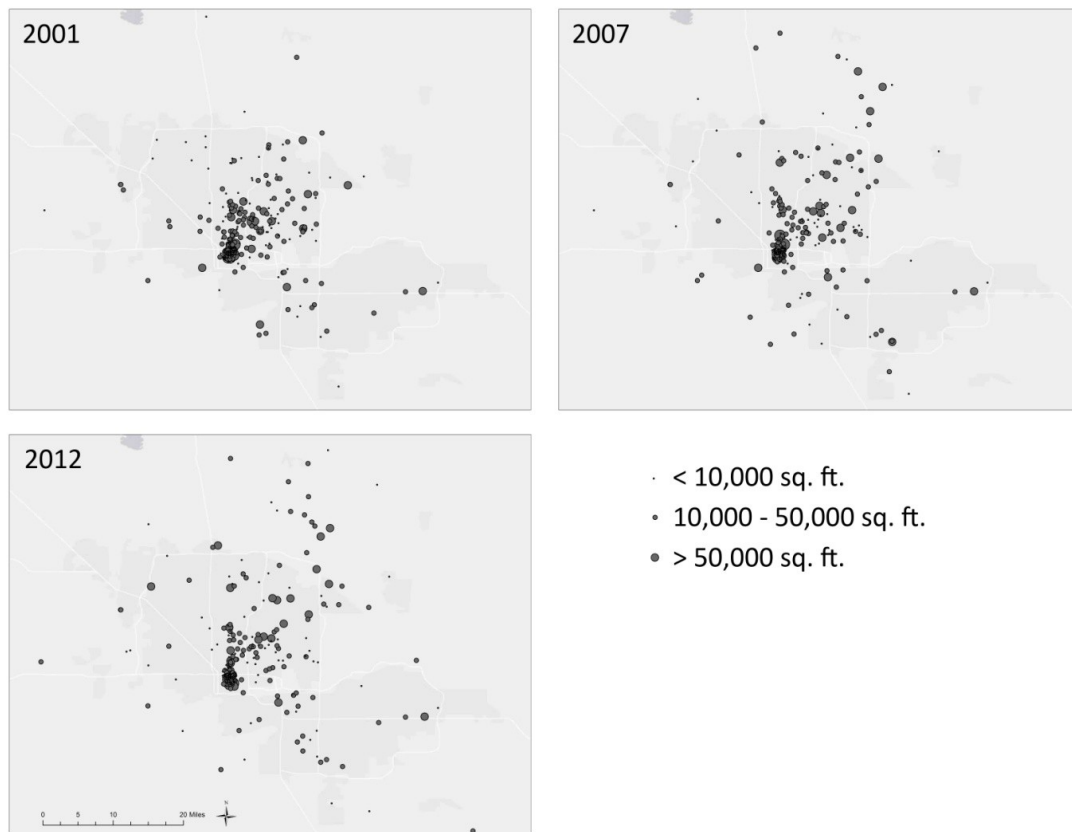 2001
2007
2012
< 10,000 sq. ft.
10,000 - 50,000 sq. ft.
> 50,000 sq. ft.
N
0 5 10 20 Miles